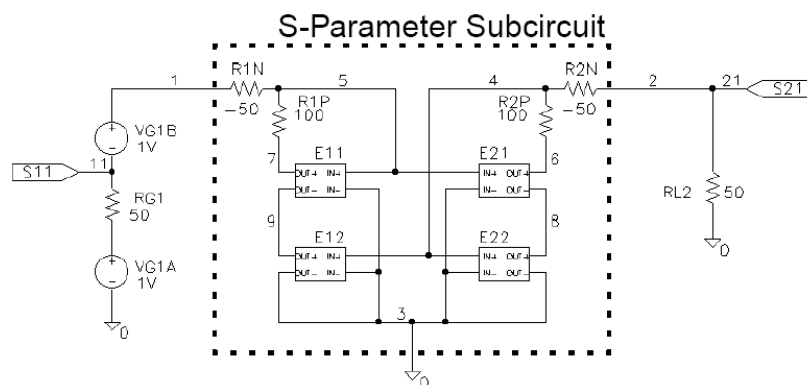 S-Parameter Subcircuit
1
R1N
-50
5
4
R2N
-50
2
21
S21
R1P
100
R2P
100
VG1B
1V
S11
11
7
E11
OUT+ IN+
OUT- IN-
E21
IN+ OUT+
IN- OUT-
6
RG1
50
RL2
50
9
E12
OUT+ IN+
OUT- IN-
E22
IN+ OUT+
IN- OUT-
8
VG1A
1V
3
0
0
0